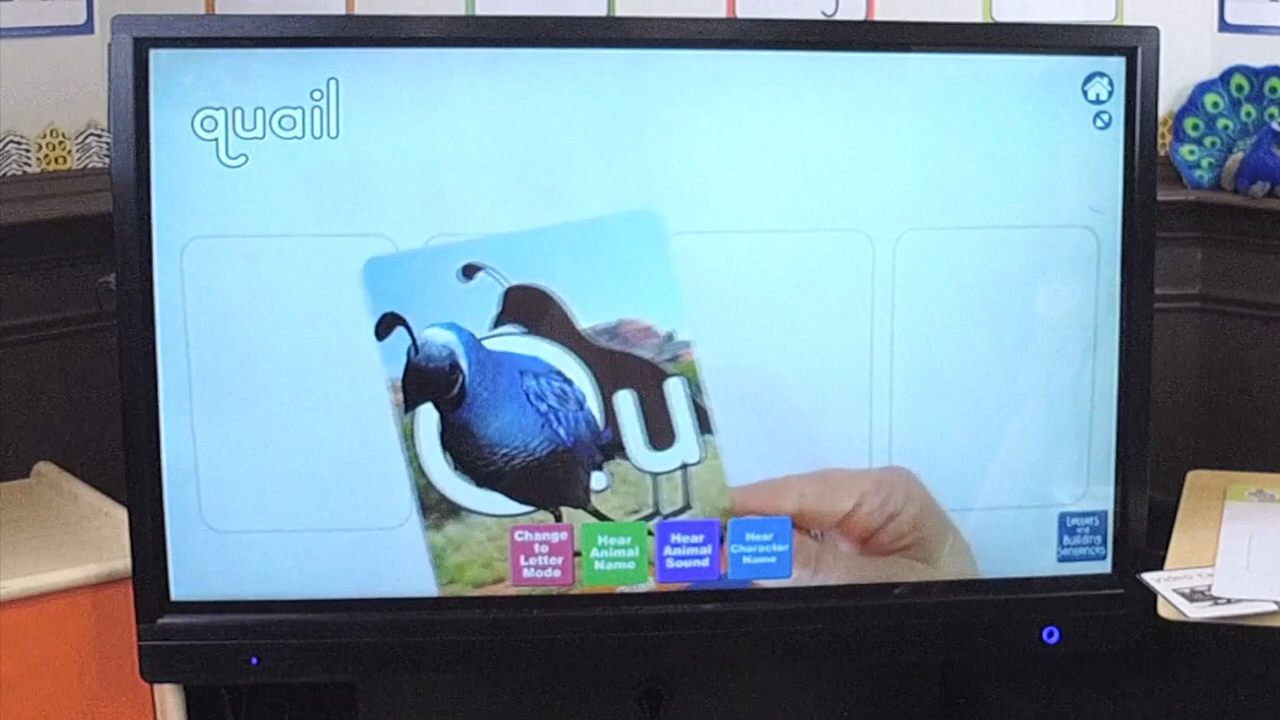 quail
Qu
Change
to
Letter
Mode
Hear
Animal
Name
Hear
Animal
Sound
Hear
Character
Name
Letters
and
Building
Sentences